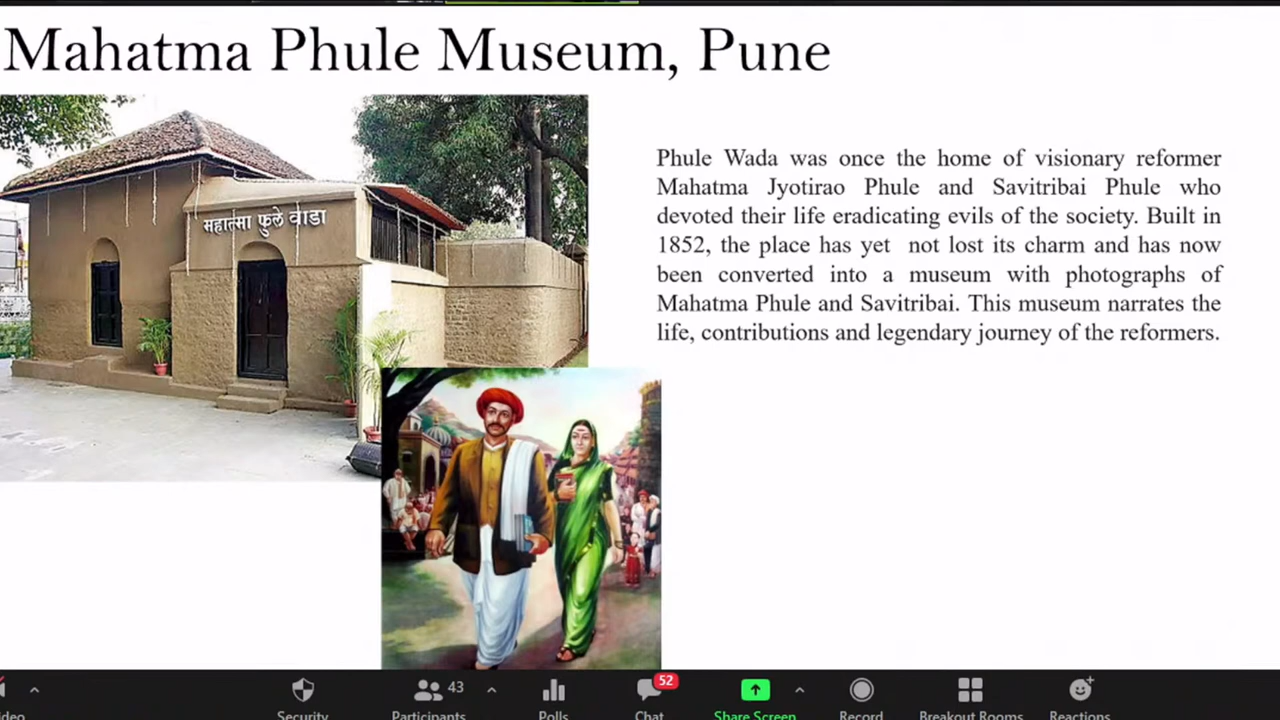 Mahatma Phule Museum, Pune
महात्मा फुले वाडा
Phule Wada was once the home of visionary reformer
Mahatma Jyotirao Phule and Savitribai Phule who
devoted their life eradicating evils of the society. Built in
1852, the place has yet not lost its charm and has now
been converted into a museum with photographs of
Mahatma Phule and Savitribai. This museum narrates the
life, contributions and legendary journey of the reformers.
43
52
Security
Participants
Polls
Chat
Share Screen
Record
Breakout Rooms
Reactions